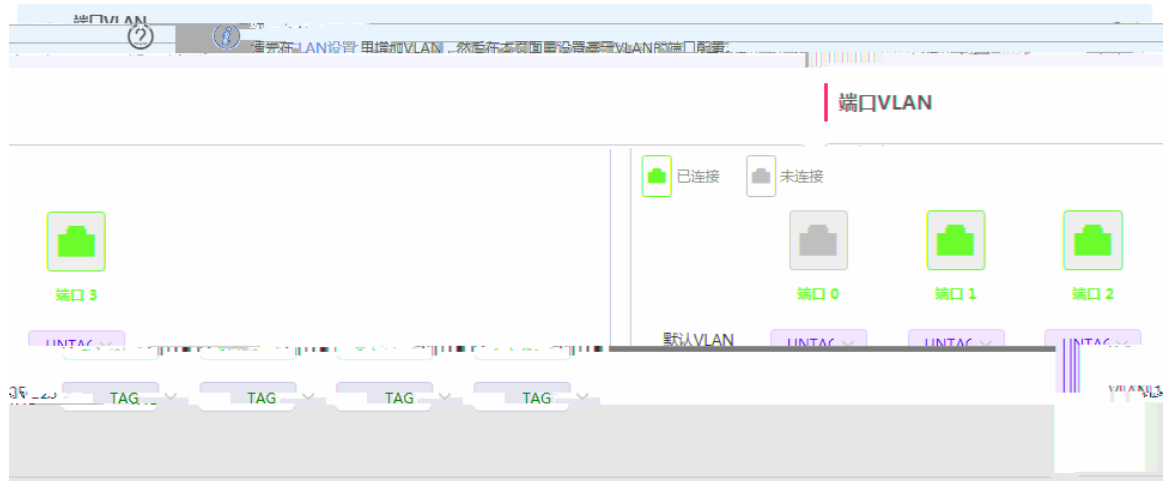 端口VLAN
请先在 LAN设置 里增加VLAN，然后在本页面里设置基于VLAN的端口配置。
端口VLAN
已连接 未连接
端口 3 端口 0 端口 1 端口 2
默认VLAN
TAG TAG TAG TAG